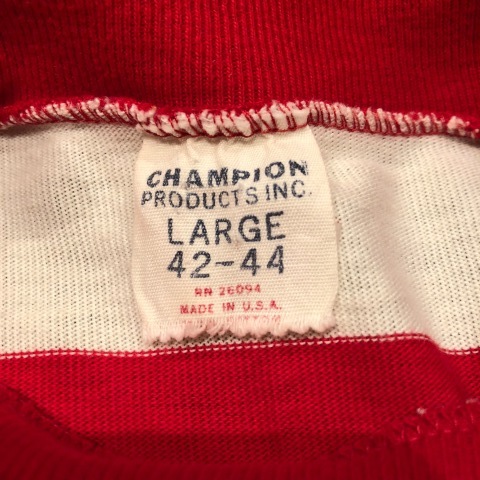 CHAMPION
PRODUCTS INC.
LARGE
42-44
RN 26094
MADE IN U.S.A.